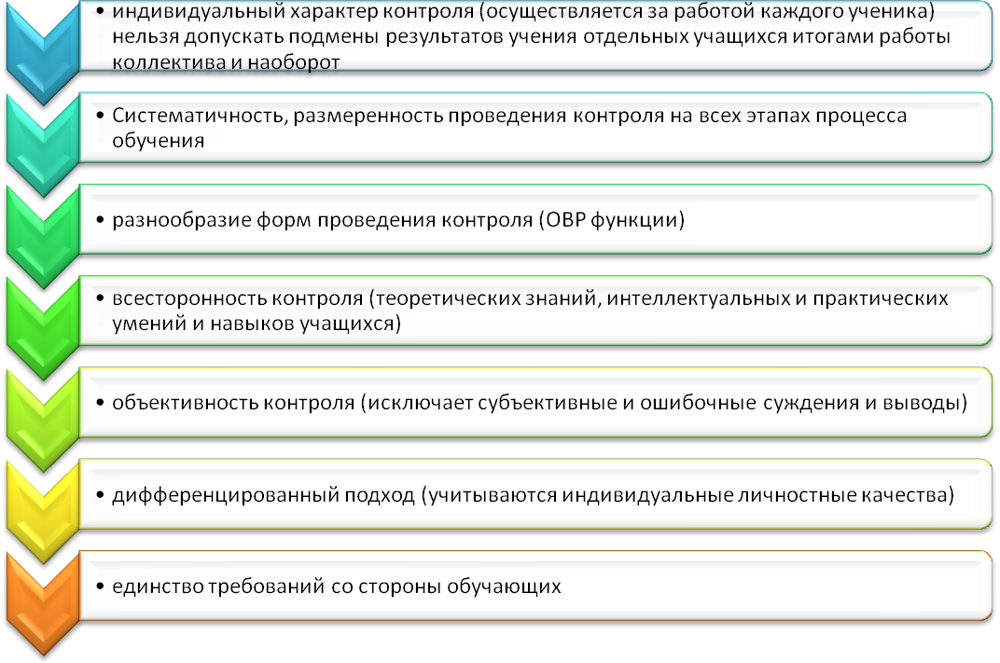 • индивидуальный характер контроля (осуществляется за работой каждого ученика)
нельзя допускать подмены результатов учения отдельных учащихся итогами работы
коллектива и наоборот
• Систематичность, размеренность проведения контроля на всех этапах процесса
обучения
• разнообразие форм проведения контроля (ОВР функции)
• всесторонность контроля (теоретических знаний, интеллектуальных и практических
умений и навыков учащихся)
• объективность контроля (исключает субъективные и ошибочные суждения и выводы)
• дифференцированный подход (учитываются индивидуальные личностные качества)
• единство требований со стороны обучающих